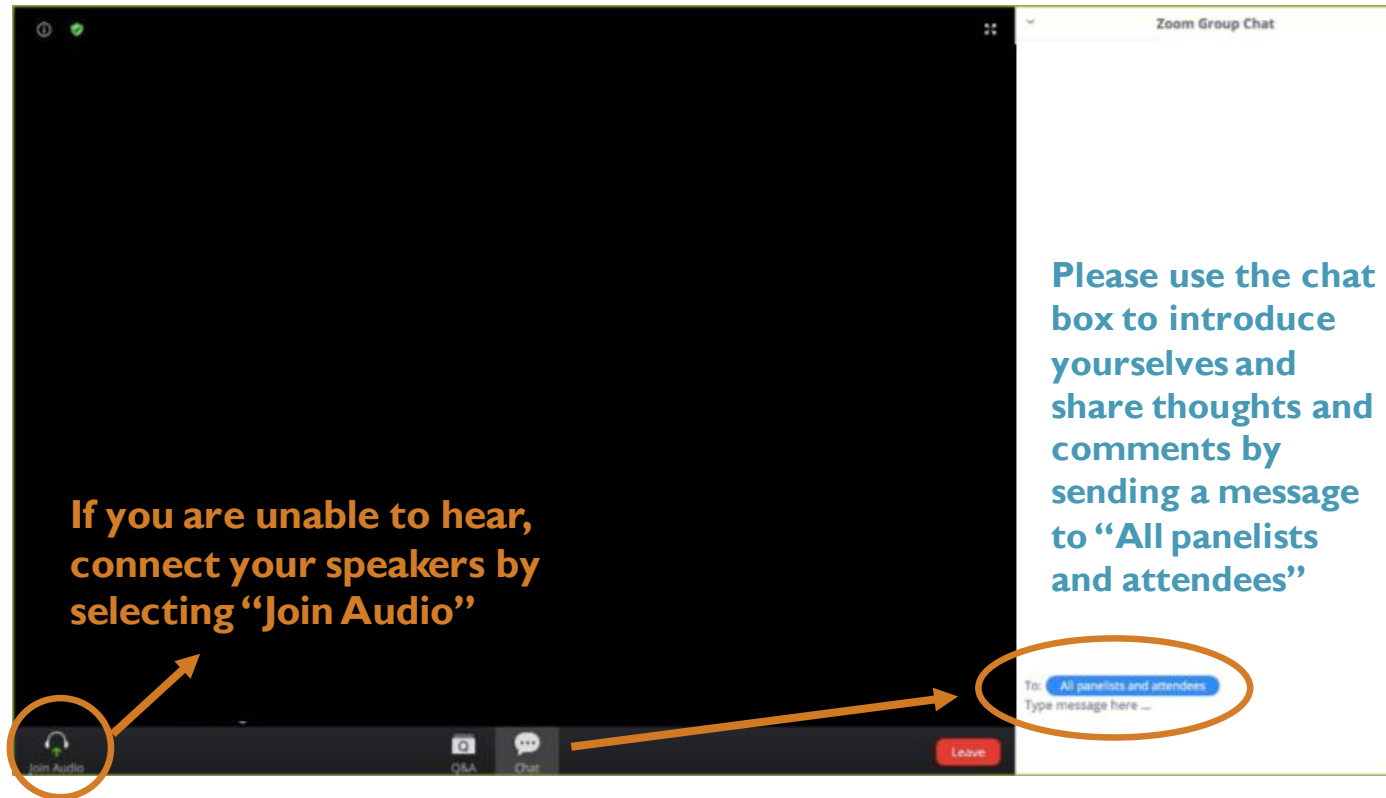 Zoom Group Chat
Please use the chat
box to introduce
yourselves and
share thoughts and
comments by
sending a message
to “All panelists
and attendees”
If you are unable to hear,
connect your speakers by
selecting “Join Audio”
To: All panelists and attendees
Type message here ...
Join Audio
Q&A
Chat
Leave